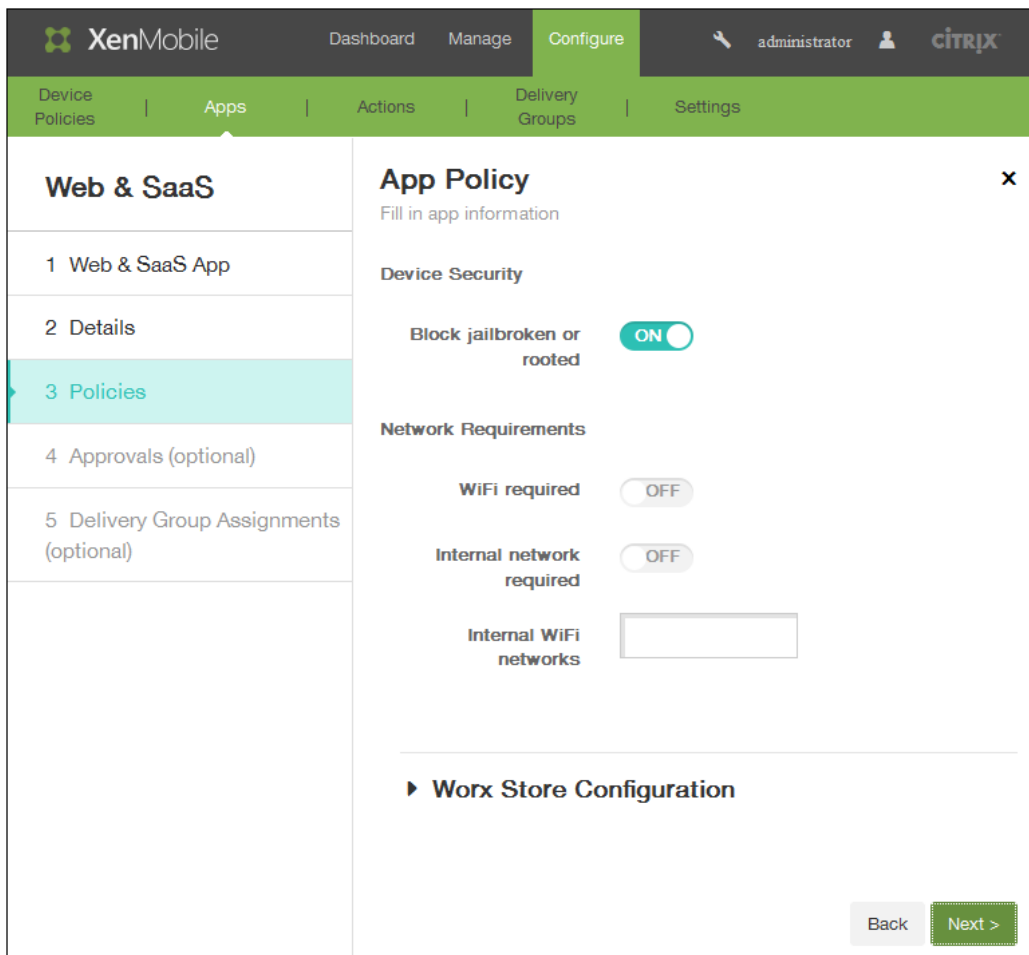 XenMobile
Dashboard
Manage
Configure
administrator
CİTRIX
Device
Policies
|
Apps
|
Actions
|
Delivery
Groups
|
Settings
Web & SaaS
1 Web & SaaS App
2 Details
3 Policies
4 Approvals (optional)
5 Delivery Group Assignments
(optional)
App Policy
×
Fill in app information
Device Security
Block jailbroken or
rooted
ON
Network Requirements
WiFi required
OFF
Internal network
required
OFF
Internal WiFi
networks
Worx Store Configuration
Back
Next >